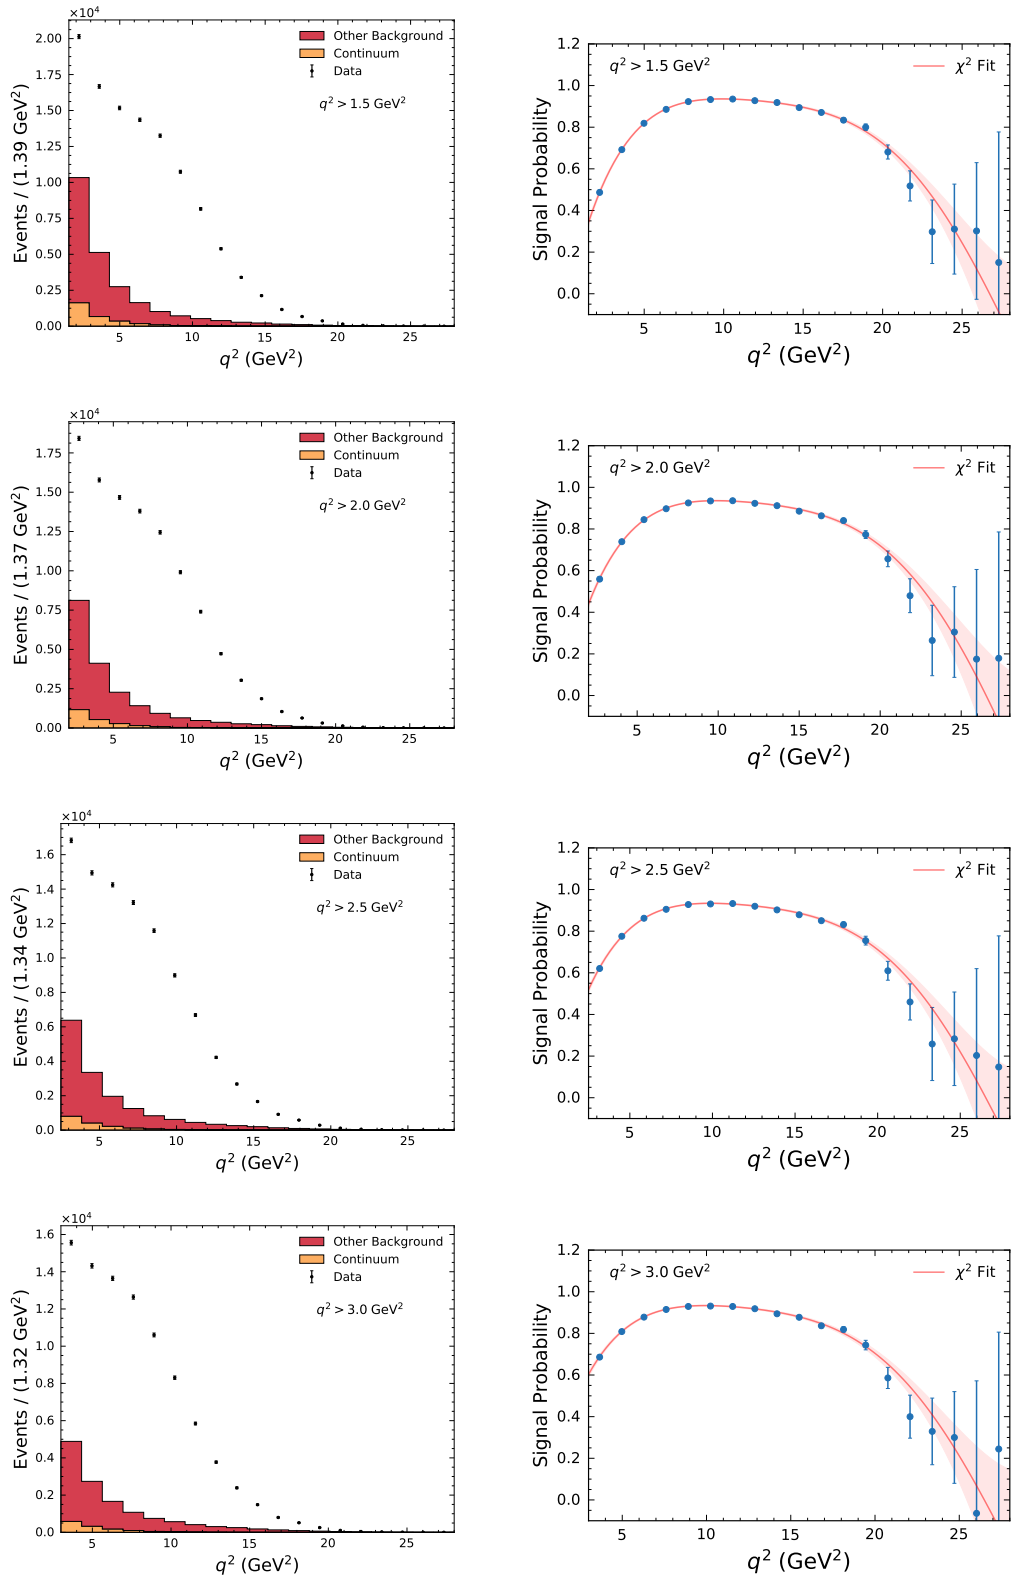 ×10⁴
Other Background
Continuum
Data
q² > 1.5 GeV²
2.00
1.75
1.50
1.25
1.00
0.75
0.50
0.25
0.00
Events / (1.39 GeV²)
5 10 15 20 25
q² (GeV²)
q² > 1.5 GeV²
χ² Fit
1.2
1.0
0.8
0.6
0.4
0.2
0.0
Signal Probability
5 10 15 20 25
q² (GeV²)
×10⁴
Other Background
Continuum
Data
q² > 2.0 GeV²
1.75
1.50
1.25
1.00
0.75
0.50
0.25
0.00
Events / (1.37 GeV²)
5 10 15 20 25
q² (GeV²)
q² > 2.0 GeV²
χ² Fit
1.2
1.0
0.8
0.6
0.4
0.2
0.0
Signal Probability
5 10 15 20 25
q² (GeV²)
×10⁴
Other Background
Continuum
Data
q² > 2.5 GeV²
1.6
1.4
1.2
1.0
0.8
0.6
0.4
0.2
0.0
Events / (1.34 GeV²)
5 10 15 20 25
q² (GeV²)
q² > 2.5 GeV²
χ² Fit
1.2
1.0
0.8
0.6
0.4
0.2
0.0
Signal Probability
5 10 15 20 25
q² (GeV²)
×10⁴
Other Background
Continuum
Data
q² > 3.0 GeV²
1.6
1.4
1.2
1.0
0.8
0.6
0.4
0.2
0.0
Events / (1.32 GeV²)
5 10 15 20 25
q² (GeV²)
q² > 3.0 GeV²
χ² Fit
1.2
1.0
0.8
0.6
0.4
0.2
0.0
Signal Probability
5 10 15 20 25
q² (GeV²)